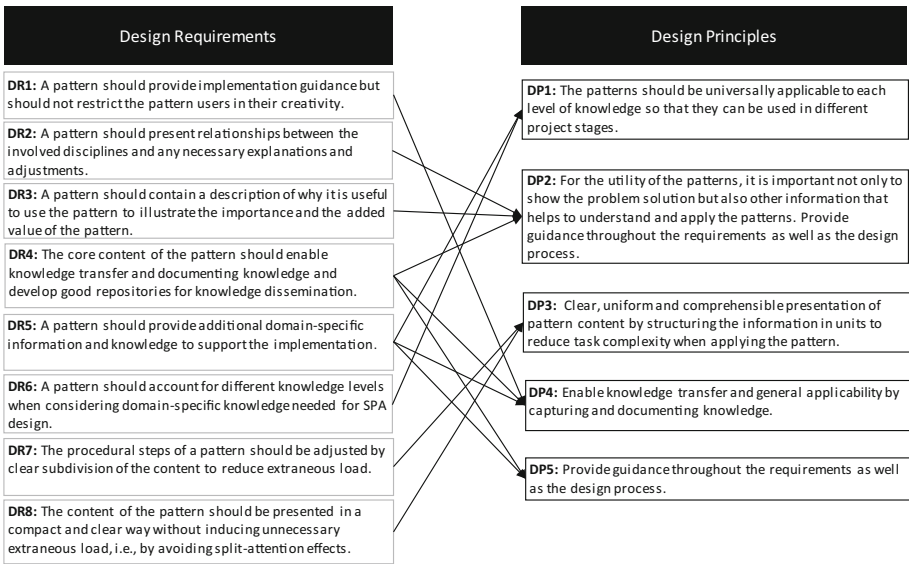 Design Requirements
DR1: A pattern should provide implementation guidance but
should not restrict the pattern users in their creativity.
DR2: A pattern should present relationships between the
involved disciplines and any necessary explanations and
adjustments.
DR3: A pattern should contain a description of why it is useful
to use the pattern to illustrate the importance and the added
value of the pattern.
DR4: The core content of the pattern should enable
knowledge transfer and documenting knowledge and
develop good repositories for knowledge dissemination.
DR5: A pattern should provide additional domain-specific
information and knowledge to support the implementation.
DR6: A pattern should account for different knowledge levels
when considering domain-specific knowledge needed for SPA
design.
DR7: The procedural steps of a pattern should be adjusted by
clear subdivision of the content to reduce extraneous load.
DR8: The content of the pattern should be presented in a
compact and clear way without inducing unnecessary
extraneous load, i.e., by avoiding split-attention effects.
Design Principles
DP1: The patterns should be universally applicable to each
level of knowledge so that they can be used in different
project stages.
DP2: For the utility of the patterns, it is important not only to
show the problem solution but also other information that
helps to understand and apply the patterns. Provide
guidance throughout the requirements as well as the design
process.
DP3: Clear, uniform and comprehensible presentation of
pattern content by structuring the information in units to
reduce task complexity when applying the pattern.
DP4: Enable knowledge transfer and general applicability by
capturing and documenting knowledge.
DP5: Provide guidance throughout the requirements as well
as the design process.